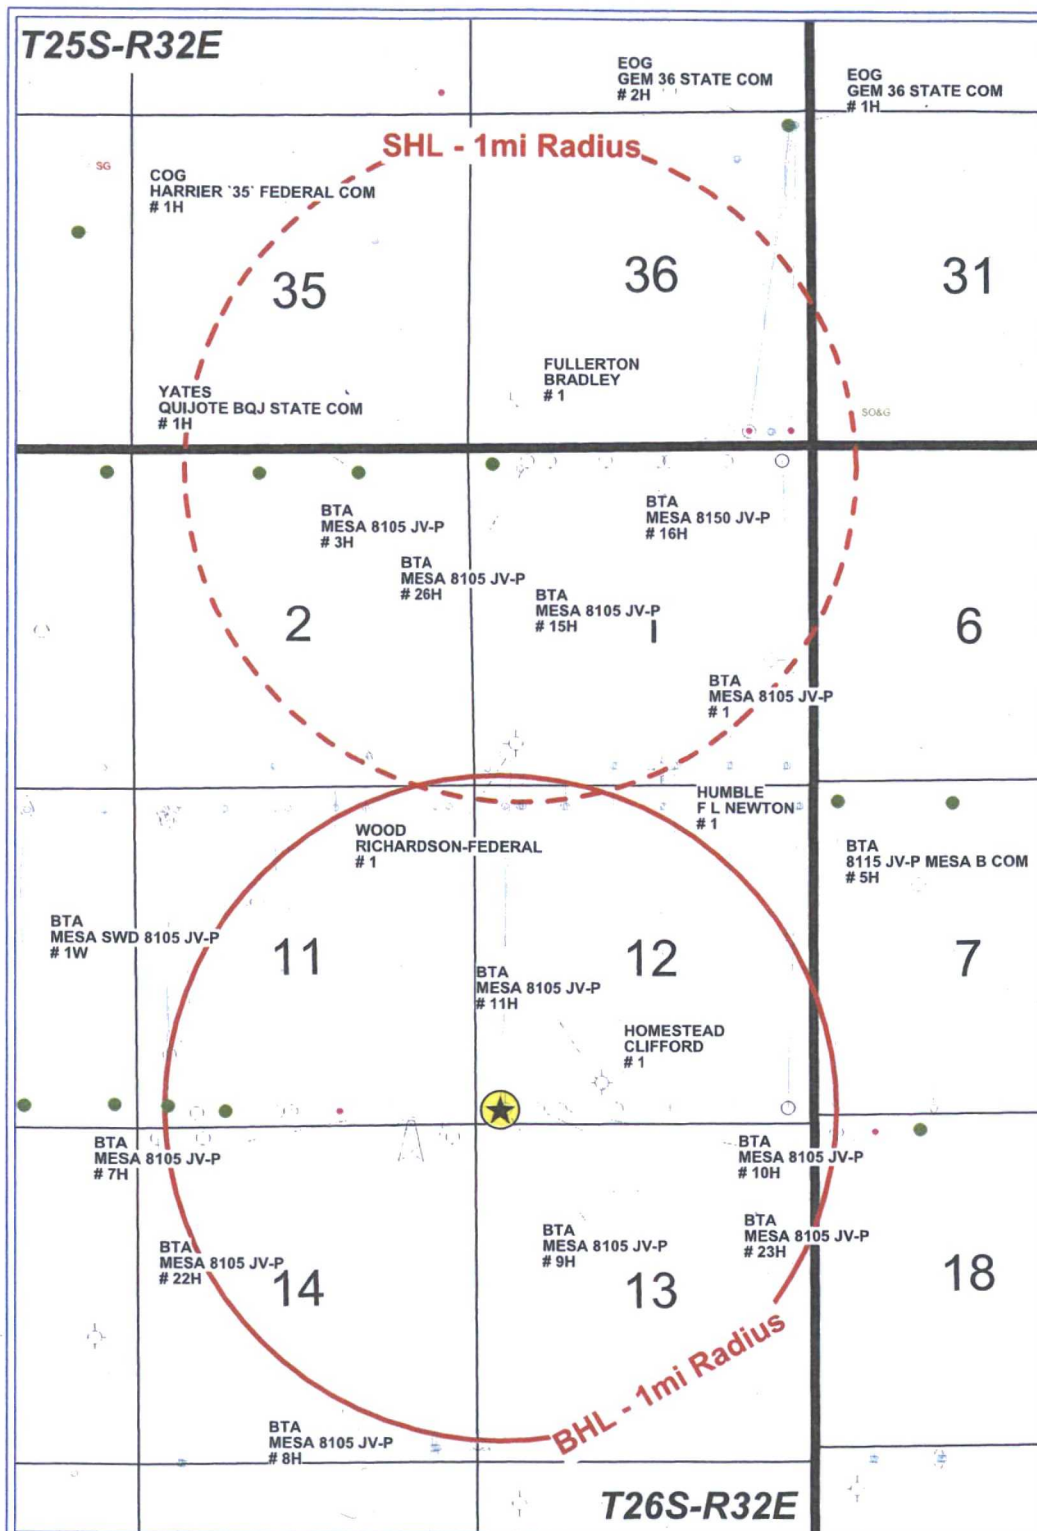 T25S-R32E
EOG
GEM 36 STATE COM
# 2H
EOG
GEM 36 STATE COM
# 1H
SHL - 1mi Radius
SG
COG
HARRIER '35' FEDERAL COM
# 1H
35
36
31
FULLERTON
BRADLEY
# 1
YATES
QUIJOTE BQJ STATE COM
# 1H
SO&G
BTA
MESA 8105 JV-P
# 3H
BTA
MESA 8150 JV-P
# 16H
BTA
MESA 8105 JV-P
# 26H
BTA
MESA 8105 JV-P
# 15H
2
1
6
BTA
MESA 8105 JV-P
# 1
HUMBLE
F L NEWTON
# 1
WOOD
RICHARDSON-FEDERAL
# 1
BTA
8115 JV-P MESA B COM
# 5H
BTA
MESA SWD 8105 JV-P
# 1W
11
12
7
BTA
MESA 8105 JV-P
# 11H
HOMESTEAD
CLIFFORD
# 1
BTA
MESA 8105 JV-P
# 7H
BTA
MESA 8105 JV-P
# 10H
BTA
MESA 8105 JV-P
# 22H
BTA
MESA 8105 JV-P
# 9H
BTA
MESA 8105 JV-P
# 23H
14
13
18
BHL - 1mi Radius
BTA
MESA 8105 JV-P
# 8H
T26S-R32E